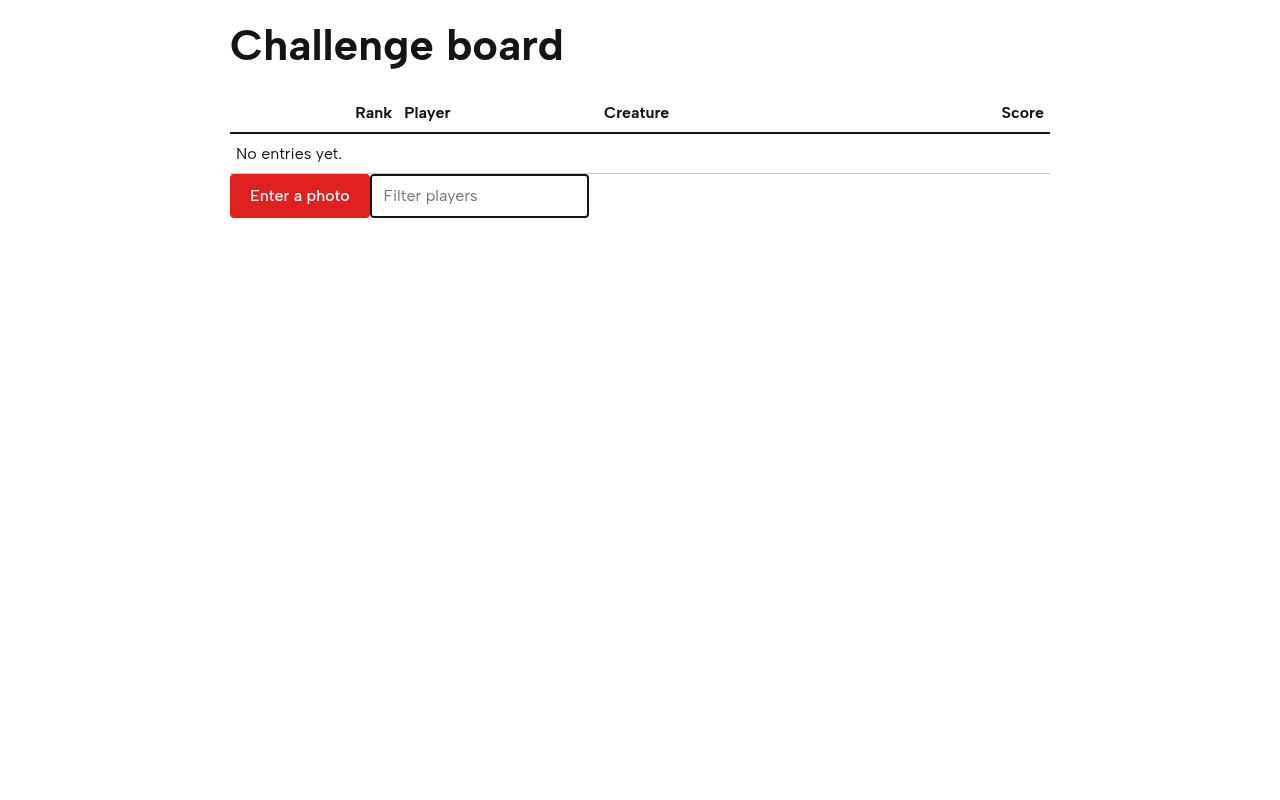 Challenge board
Rank Player Creature Score
No entries yet.
Enter a photo Filter players